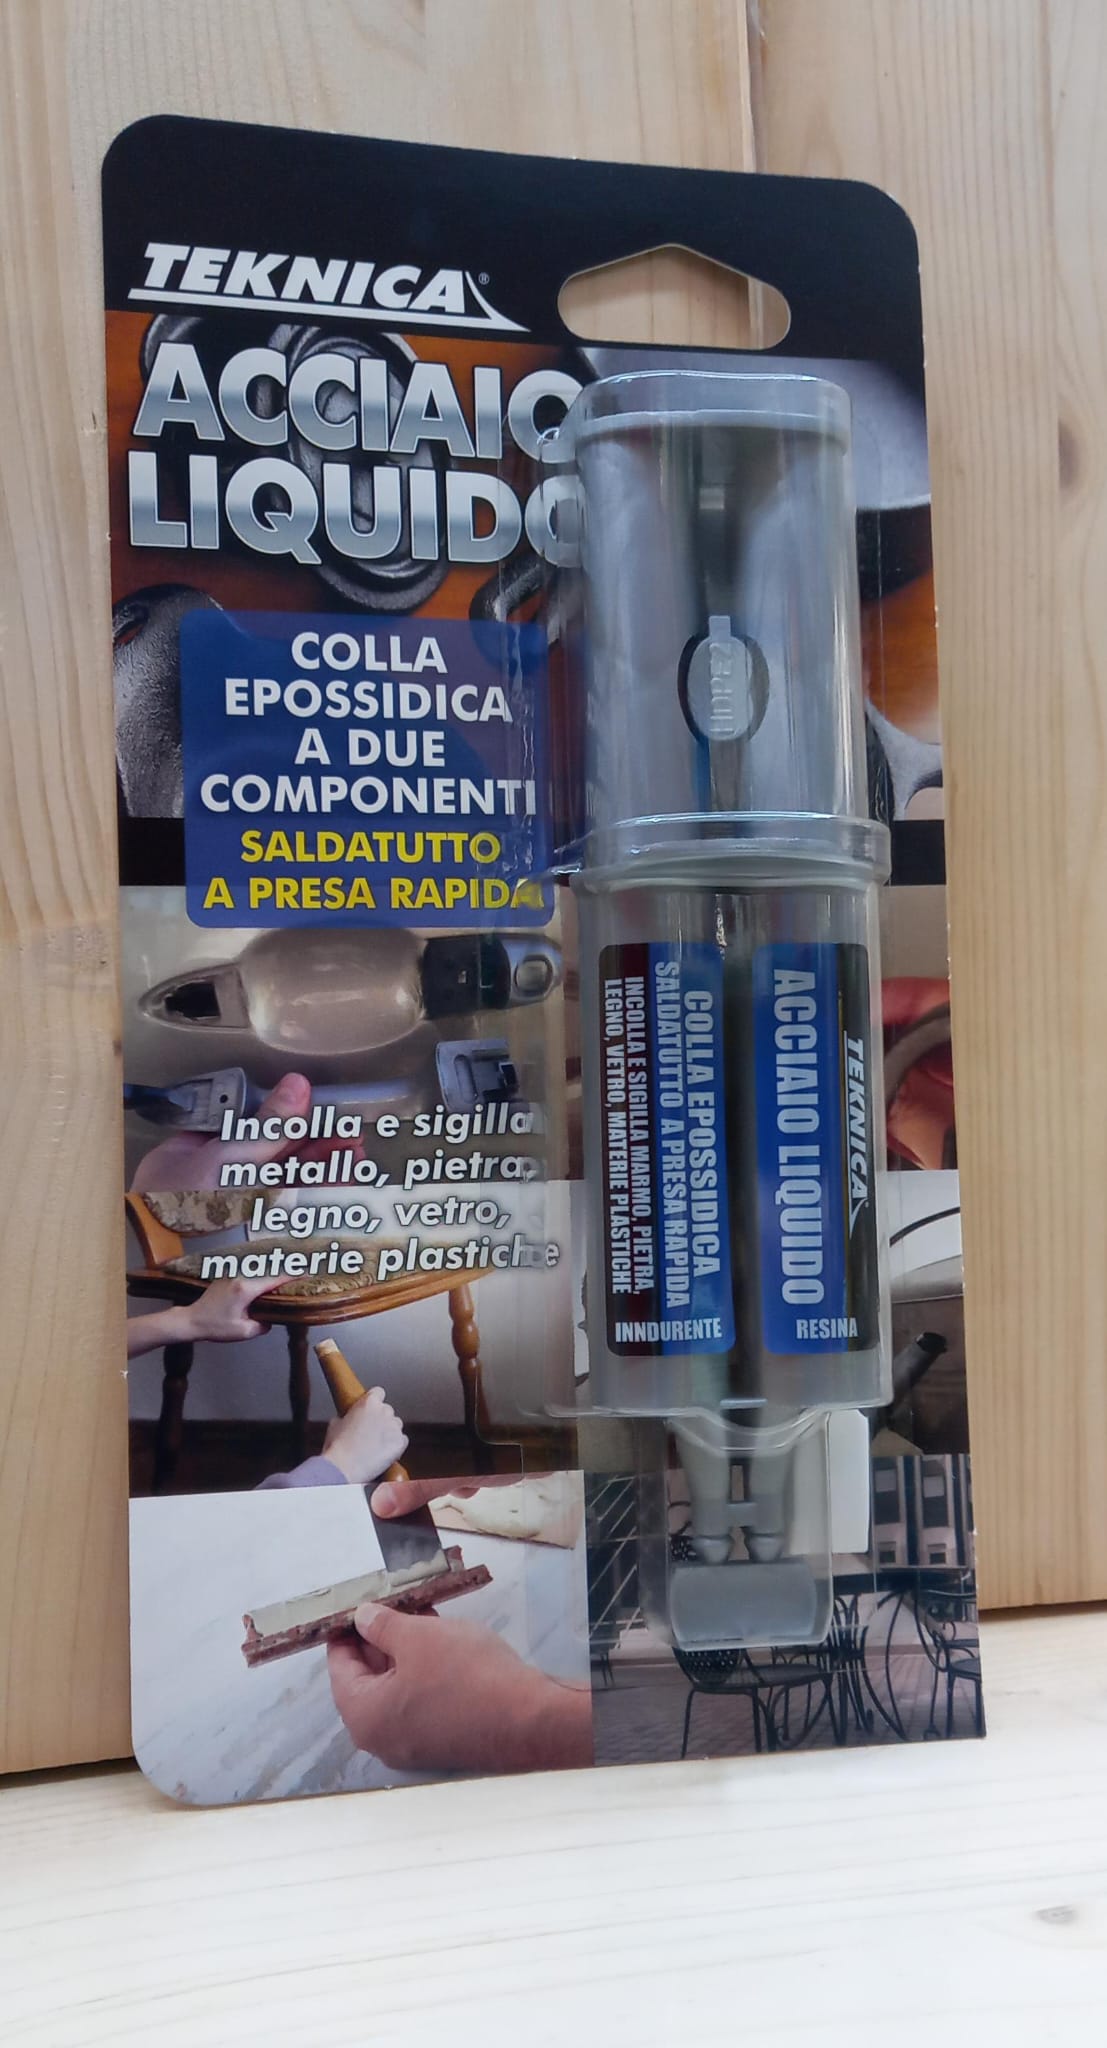 TEKNICA®
ACCIAIO
LIQUIDO
COLLA
EPOSSIDICA
A DUE
COMPONENTI
SALDATUTTO
A PRESA RAPIDA
Incolla e sigilla
metallo, pietra,
legno, vetro,
materie plastiche
TEKNICA
ACCIAIO LIQUIDO
RESINA
COLLA EPOSSIDICA
SALDATUTTO A PRESA RAPIDA
INCOLLA E SIGILLA MARMO, PIETRA,
LEGNO, VETRO, MATERIE PLASTICHE
INNDURENTE